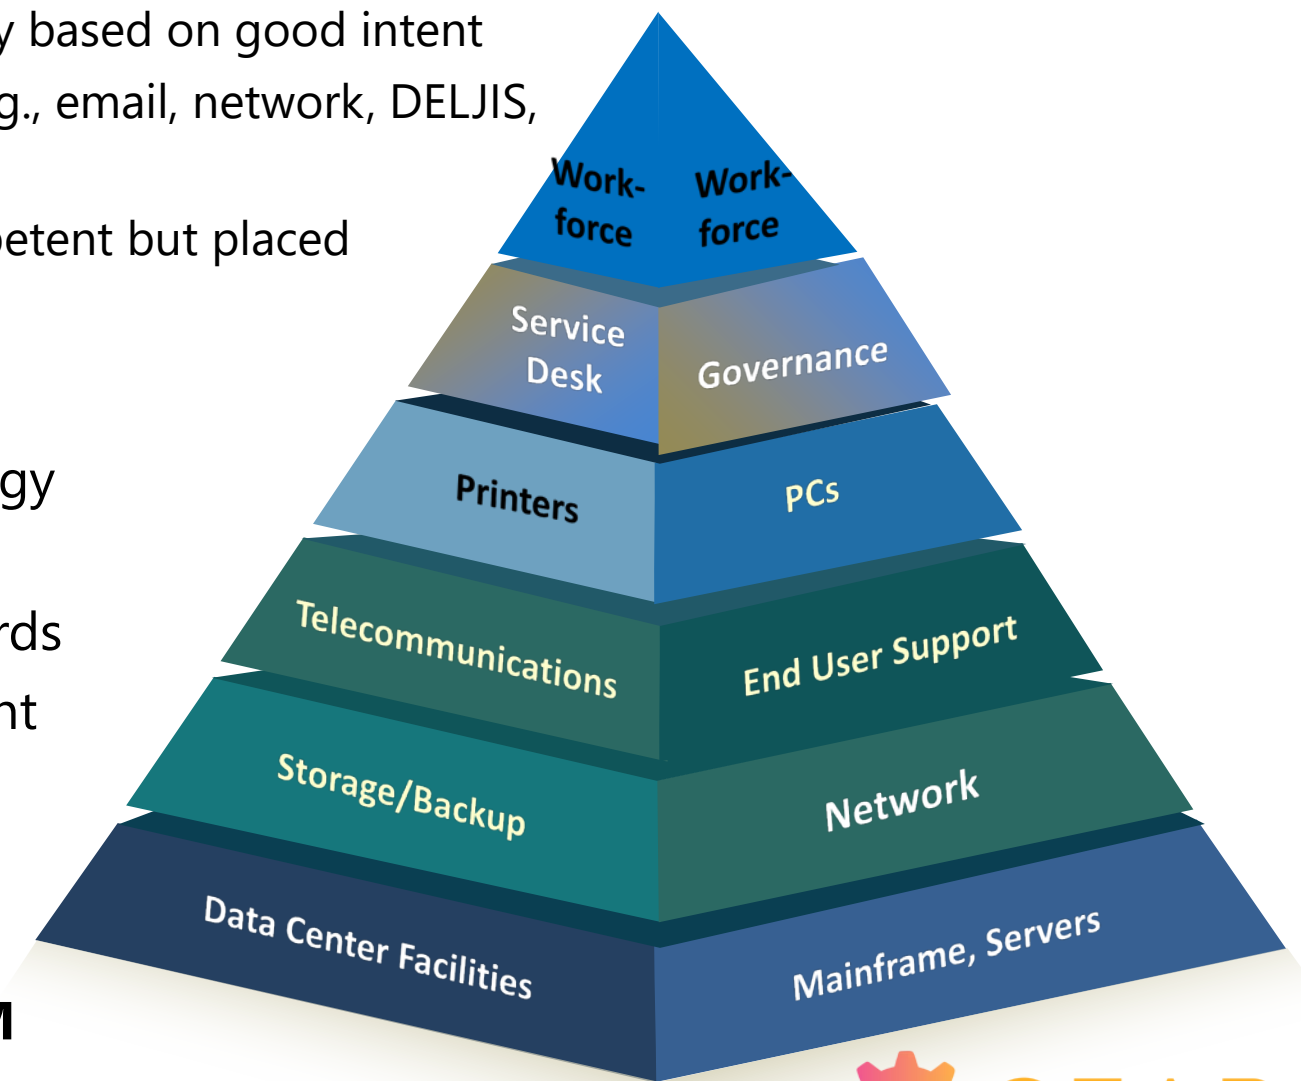 y based on good intent
g., email, network, DELJIS,
petent but placed
gy
rds
nt
M
Work-
force
Work-
force
Service
Desk
Governance
Printers
PCs
Telecommunications
End User Support
Storage/Backup
Network
Data Center Facilities
Mainframe, Servers